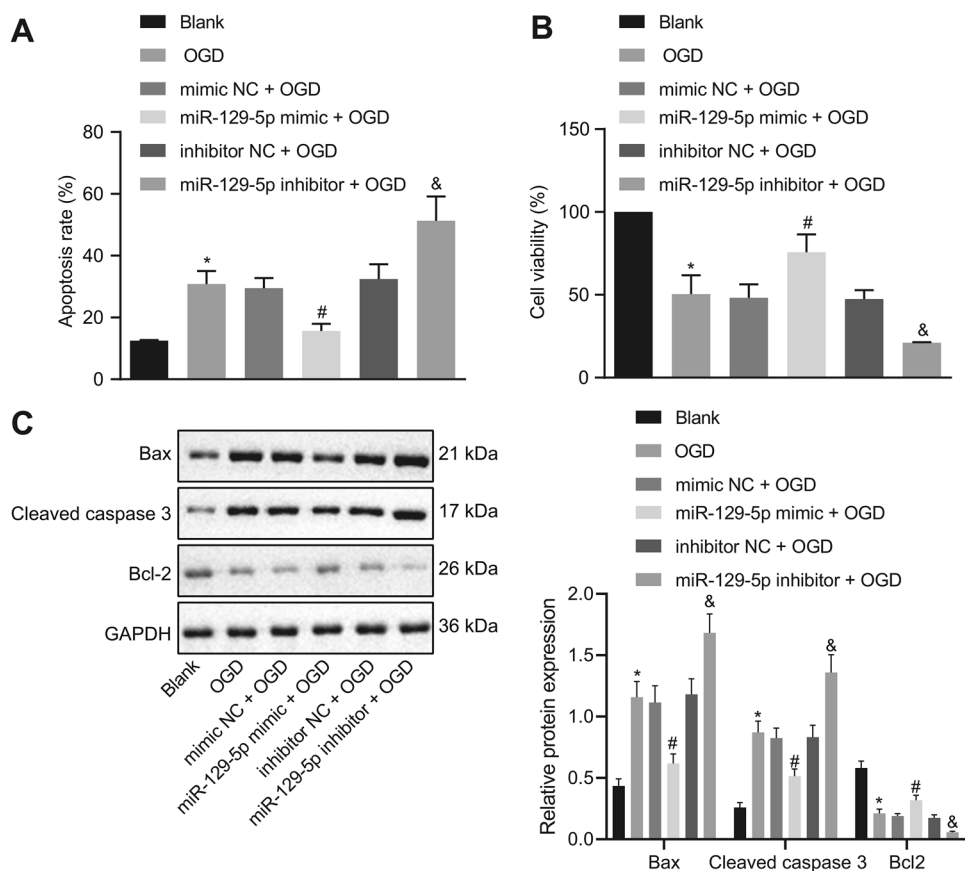 A
Blank
OGD
mimic NC + OGD
miR-129-5p mimic + OGD
inhibitor NC + OGD
miR-129-5p inhibitor + OGD
Apoptosis rate (%)
80
60
40
20
0
*
#
&
B
Blank
OGD
mimic NC + OGD
miR-129-5p mimic + OGD
inhibitor NC + OGD
miR-129-5p inhibitor + OGD
Cell viability (%)
150
100
50
0
*
#
&
C
Bax
21 kDa
Cleaved caspase 3
17 kDa
Bcl-2
26 kDa
GAPDH
36 kDa
Blank
OGD
mimic NC + OGD
miR-129-5p mimic + OGD
inhibitor NC + OGD
miR-129-5p inhibitor + OGD
Blank
OGD
mimic NC + OGD
miR-129-5p mimic + OGD
inhibitor NC + OGD
miR-129-5p inhibitor + OGD
Relative protein expression
2.0
1.5
1.0
0.5
0.0
*
#
&
*
#
&
*
#
&
Bax
Cleaved caspase 3
Bcl2